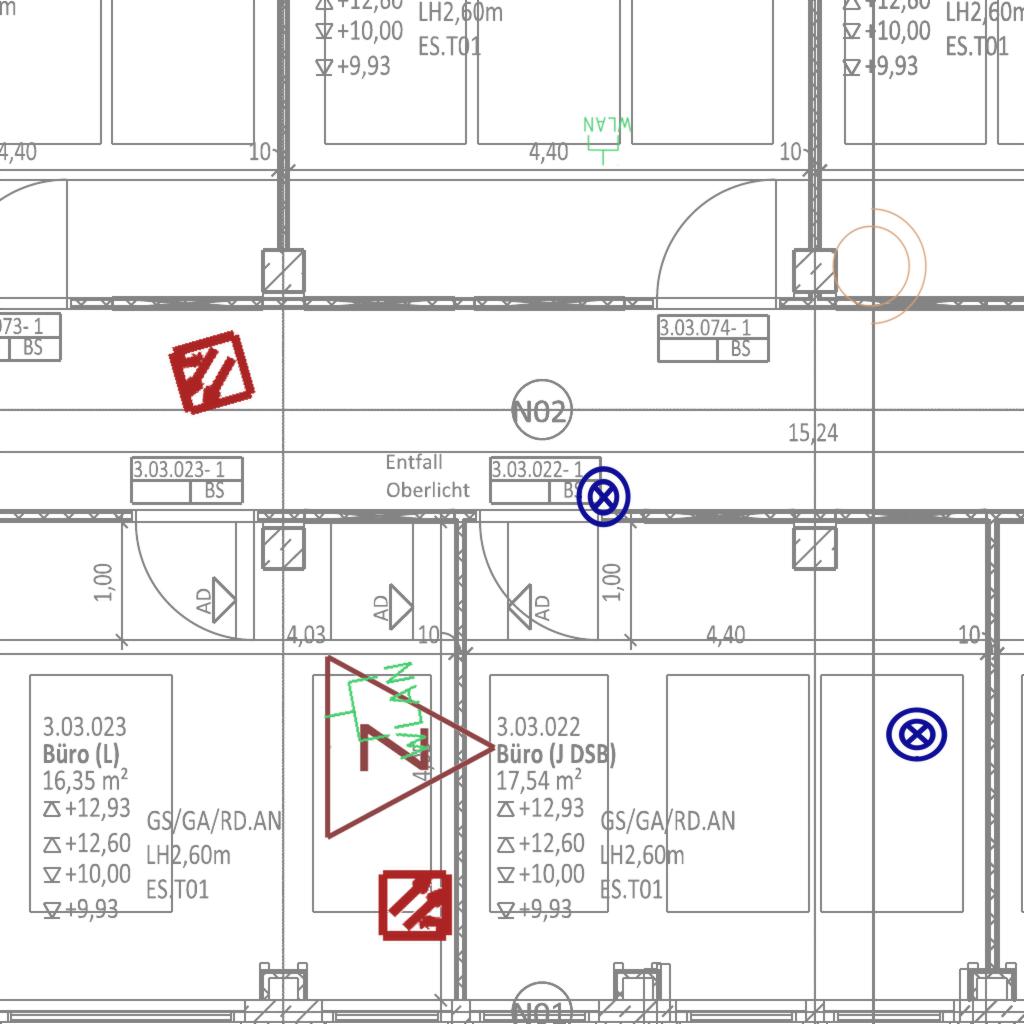 +12,60
LH2,60m
+12,60
LH2,60m
+10,00
ES.T01
+10,00
ES.T01
+9,93
+9,93
WLAN
4,40
10
4,40
10
073- 1
BS
3.03.074- 1
BS
N02
15,24
3.03.023- 1
BS
Entfall
Oberlicht
3.03.022- 1
BS
1,00
AD
AD
AD
1,00
4,03
10
4,40
10
WLAN
N
3.03.023
Büro (L)
16,35 m²
+12,93
GS/GA/RD.AN
+12,60
LH2,60m
+10,00
ES.T01
+9,93
3.03.022
Büro (J DSB)
17,54 m²
+12,93
GS/GA/RD.AN
+12,60
LH2,60m
+10,00
ES.T01
+9,93
N01